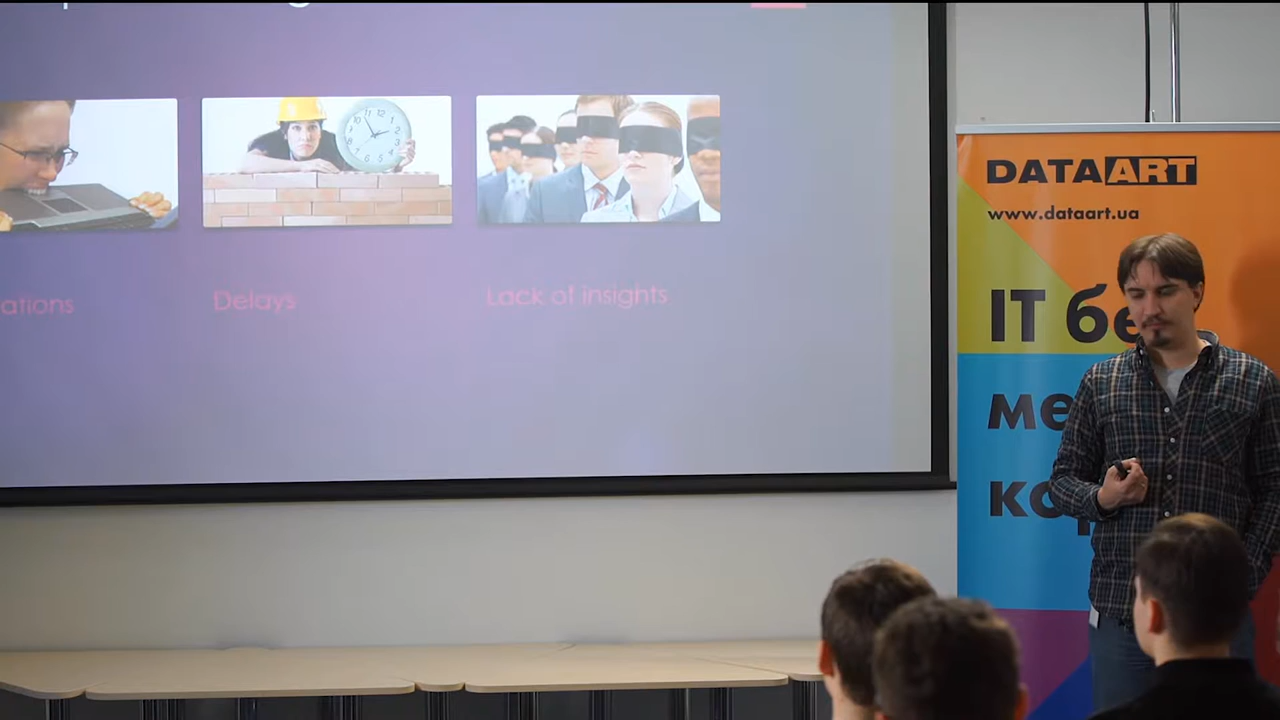 ations
Delays
Lack of insights
DATAART
www.dataart.ua
IT бе
ме
ко